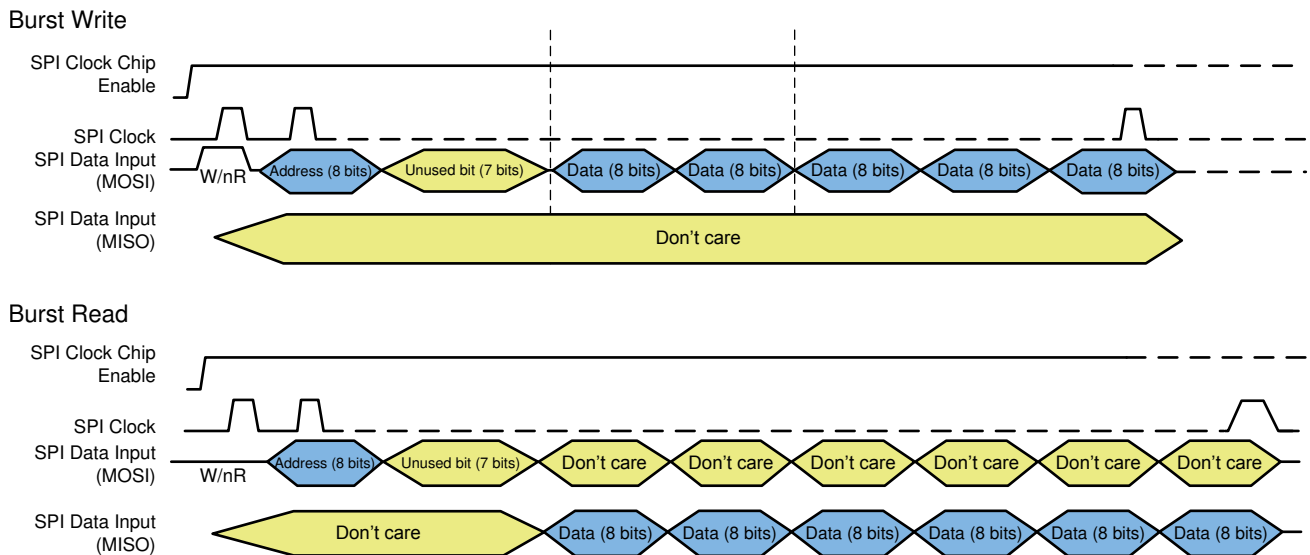 Burst Write
SPI Clock Chip
Enable
SPI Clock
SPI Data Input
(MOSI)
W/nR
Address (8 bits)
Unused bit (7 bits)
Data (8 bits)
Data (8 bits)
Data (8 bits)
Data (8 bits)
Data (8 bits)
SPI Data Input
(MISO)
Don't care
Burst Read
SPI Clock Chip
Enable
SPI Clock
SPI Data Input
(MOSI)
W/nR
Address (8 bits)
Unused bit (7 bits)
Don't care
Don't care
Don't care
Don't care
Don't care
Don't care
SPI Data Input
(MISO)
Don't care
Data (8 bits)
Data (8 bits)
Data (8 bits)
Data (8 bits)
Data (8 bits)
Data (8 bits)